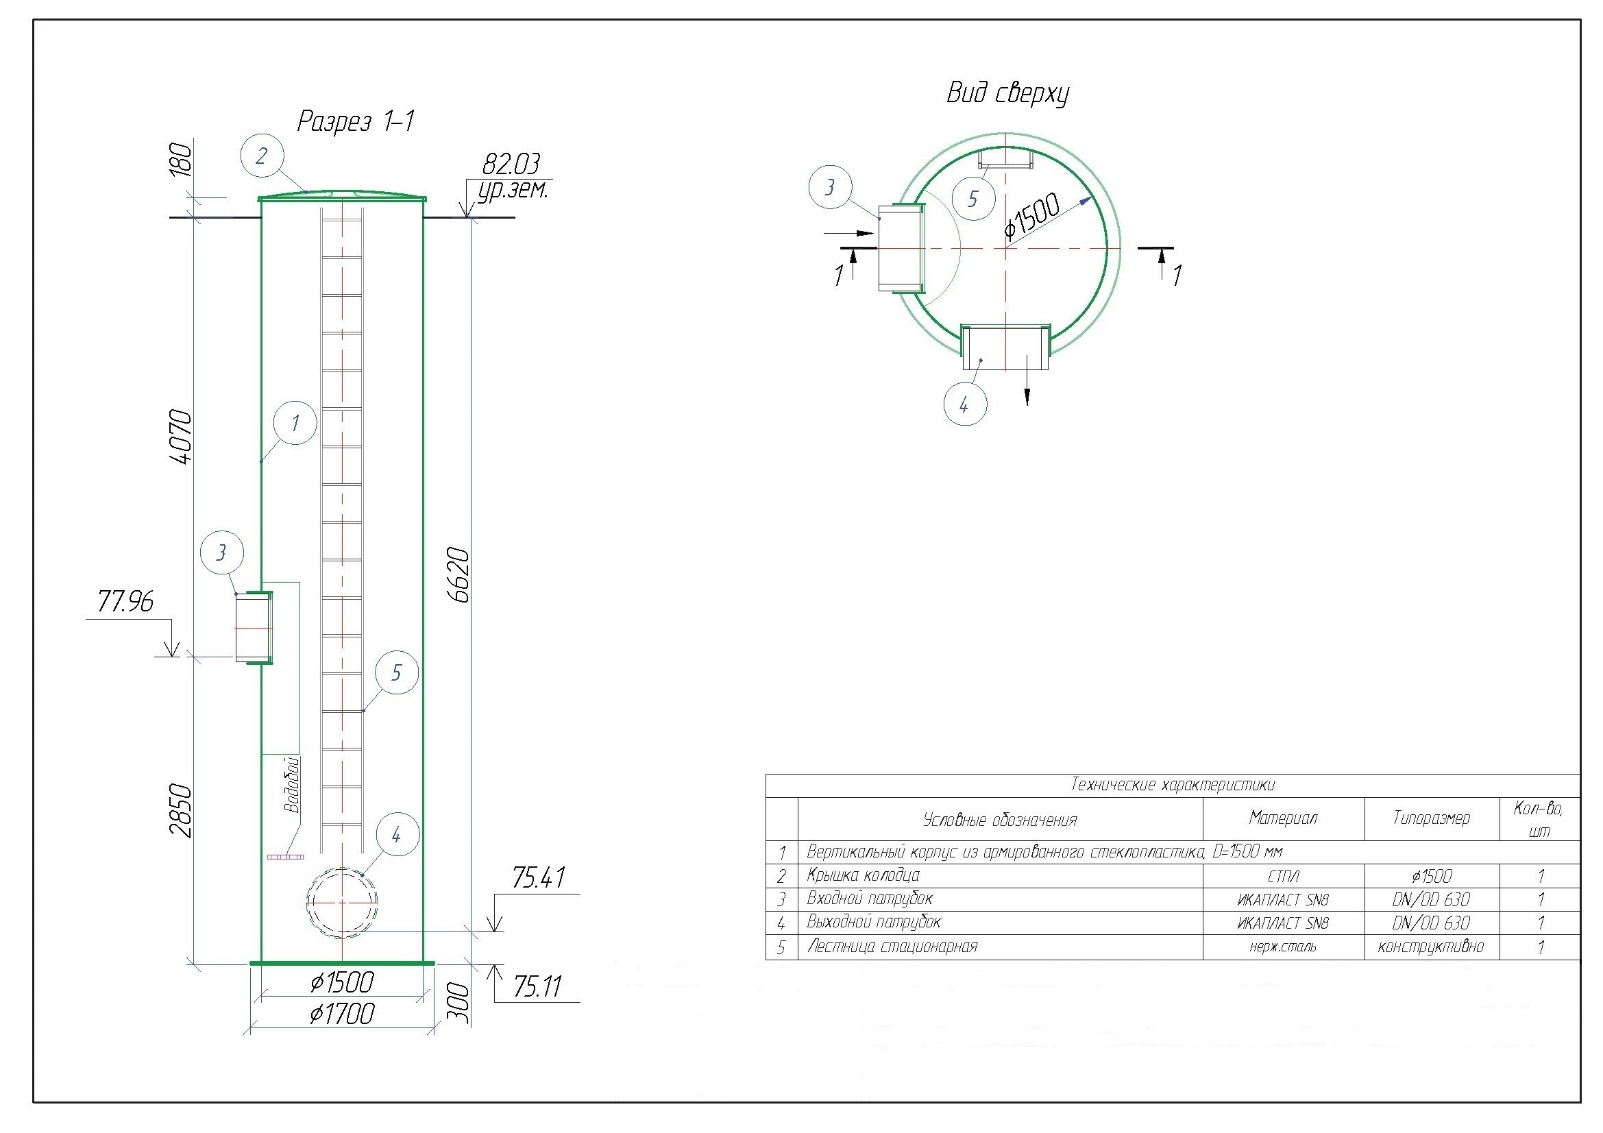 Разрез 1-1
2
180
82.03
ур.зем.
4070
1
3
77.96
6620
5
2850
Водобой
4
75.41
75.11
300
ϕ1500
ϕ1700
Вид сверху
3
5
ϕ1500
1
1
4
Технические характеристики
Условные обозначения Материал Типоразмер Кол-во, шт
1 Вертикальный корпус из армированного стеклопластика, D=1500 мм
2 Крышка колодца СТПЛ ϕ1500 1
3 Входной патрубок ИКАПЛАСТ SN8 DN/OD 630 1
4 Выходной патрубок ИКАПЛАСТ SN8 DN/OD 630 1
5 Лестница стационарная нерж.сталь конструктивно 1